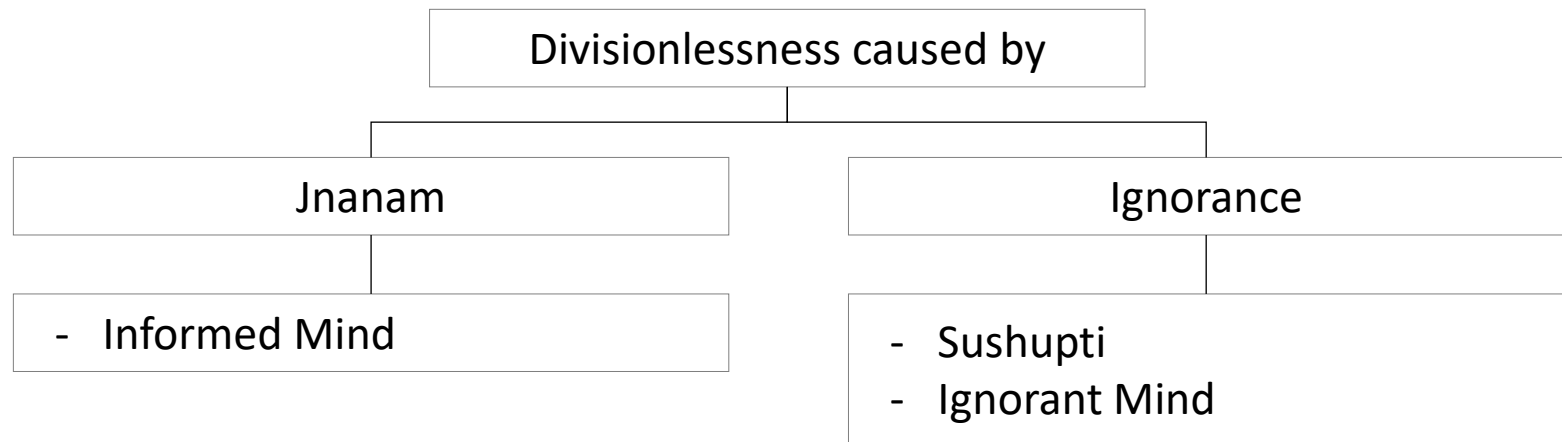 Divisionlessness caused by
Jnanam
Ignorance
- Informed Mind
- Sushupti
- Ignorant Mind